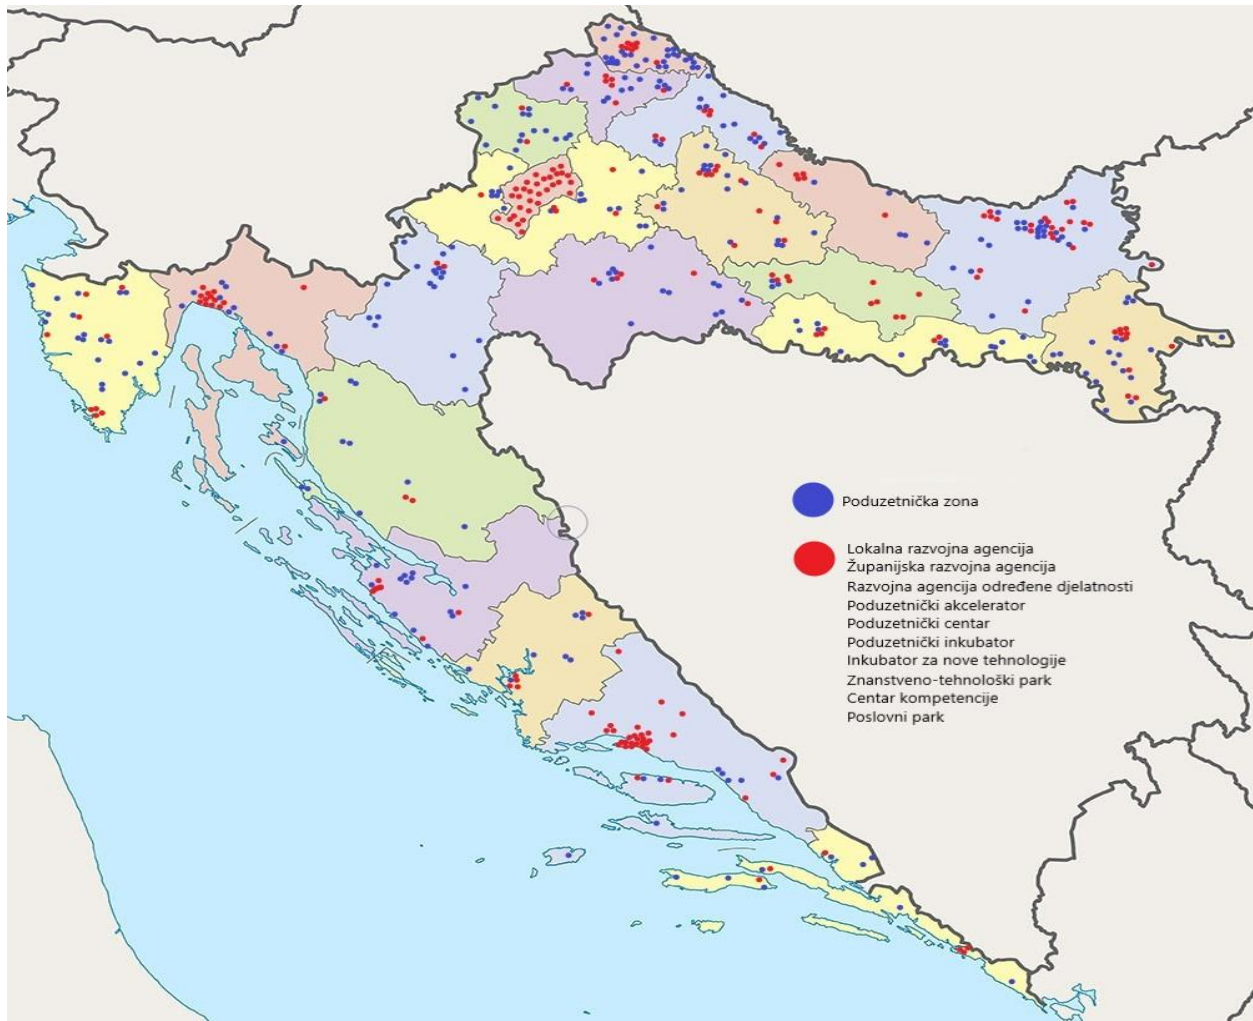 Poduzetnička zona
Lokalna razvojna agencija
Županijska razvojna agencija
Razvojna agencija određene djelatnosti
Poduzetnički akcelerator
Poduzetnički centar
Poduzetnički inkubator
Inkubator za nove tehnologije
Znanstveno-tehnološki park
Centar kompetencije
Poslovni park